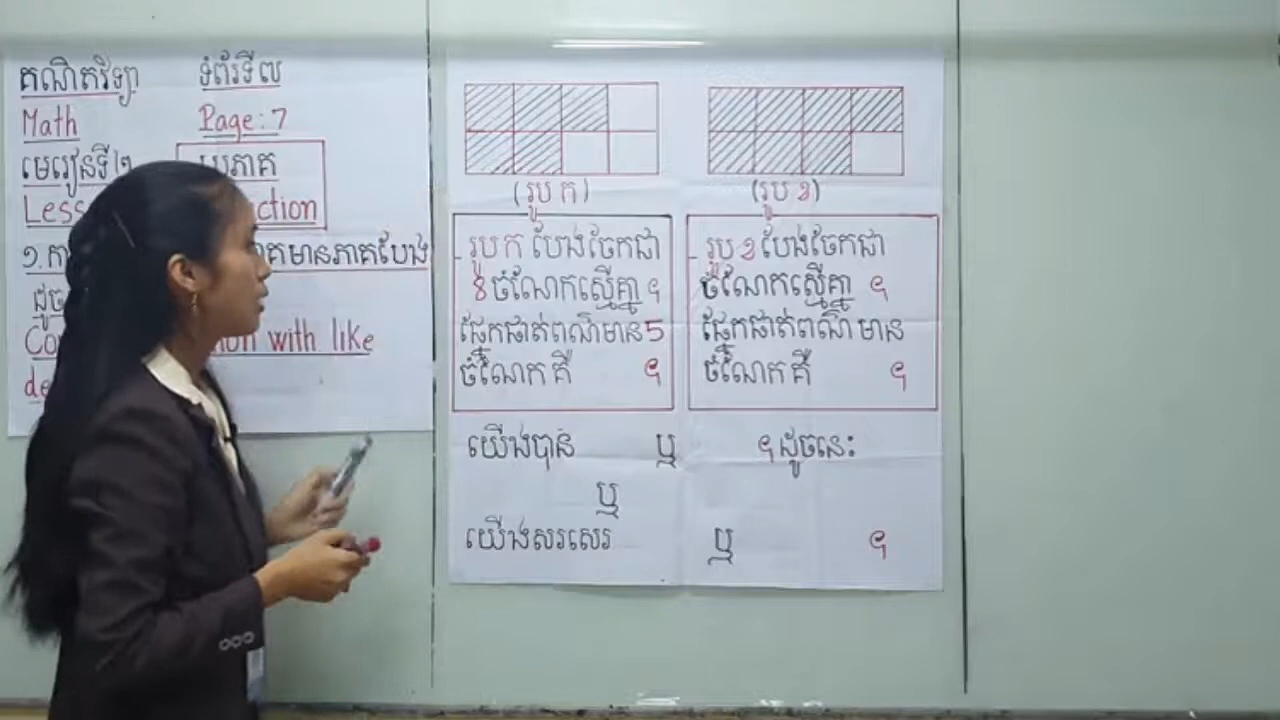 គណិតវិទ្យា ទំព័រទី៧
Math Page: 7
មេរៀនទី២
Less ction
១. កា គមានភាគបែង
ដូច
Co ion with like
de
(រូប ក) (រូប ខ)
រូប ក បែងចែកជា
8 ចំណែកស្មើគ្នា ។
ផ្នែកផាត់ពណ៌មាន 5
ចំណែក គឺ ។
រូប ខ បែងចែកជា
ចំណែកស្មើគ្នា ។
ផ្នែកផាត់ពណ៌ មាន
ចំណែក គឺ ។
យើងបាន ឬ ។ ដូចនេះ
ឬ
យើងសរសេរ ឬ ។